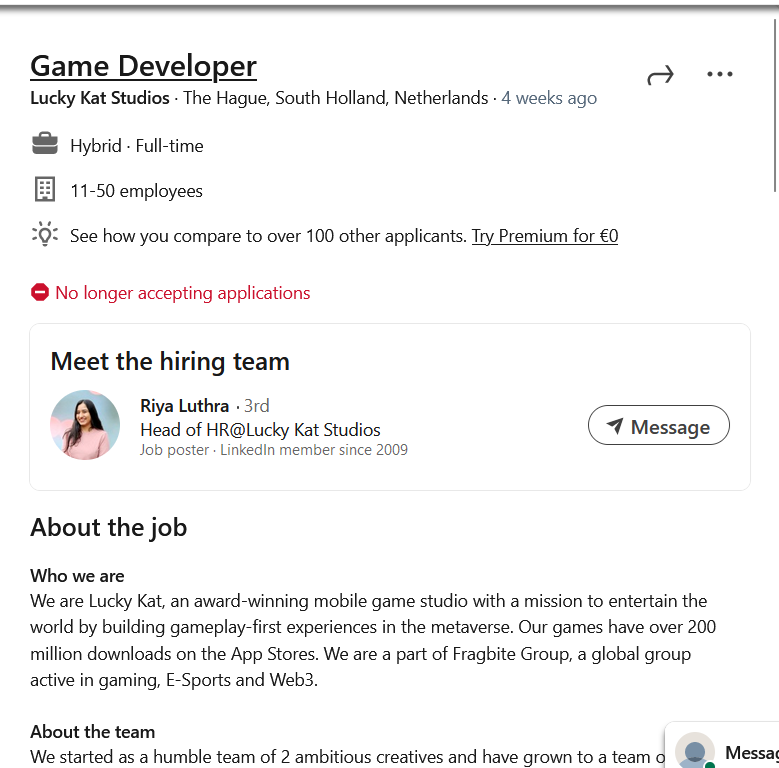 Game Developer
Lucky Kat Studios · The Hague, South Holland, Netherlands · 4 weeks ago
Hybrid · Full-time
11-50 employees
See how you compare to over 100 other applicants. Try Premium for €0
No longer accepting applications
Meet the hiring team
Riya Luthra · 3rd
Head of HR@Lucky Kat Studios
Job poster · LinkedIn member since 2009
Message
About the job
Who we are
We are Lucky Kat, an award-winning mobile game studio with a mission to entertain the
world by building gameplay-first experiences in the metaverse. Our games have over 200
million downloads on the App Stores. We are a part of Fragbite Group, a global group
active in gaming, E-Sports and Web3.
About the team
We started as a humble team of 2 ambitious creatives and have grown to a team o
Messag